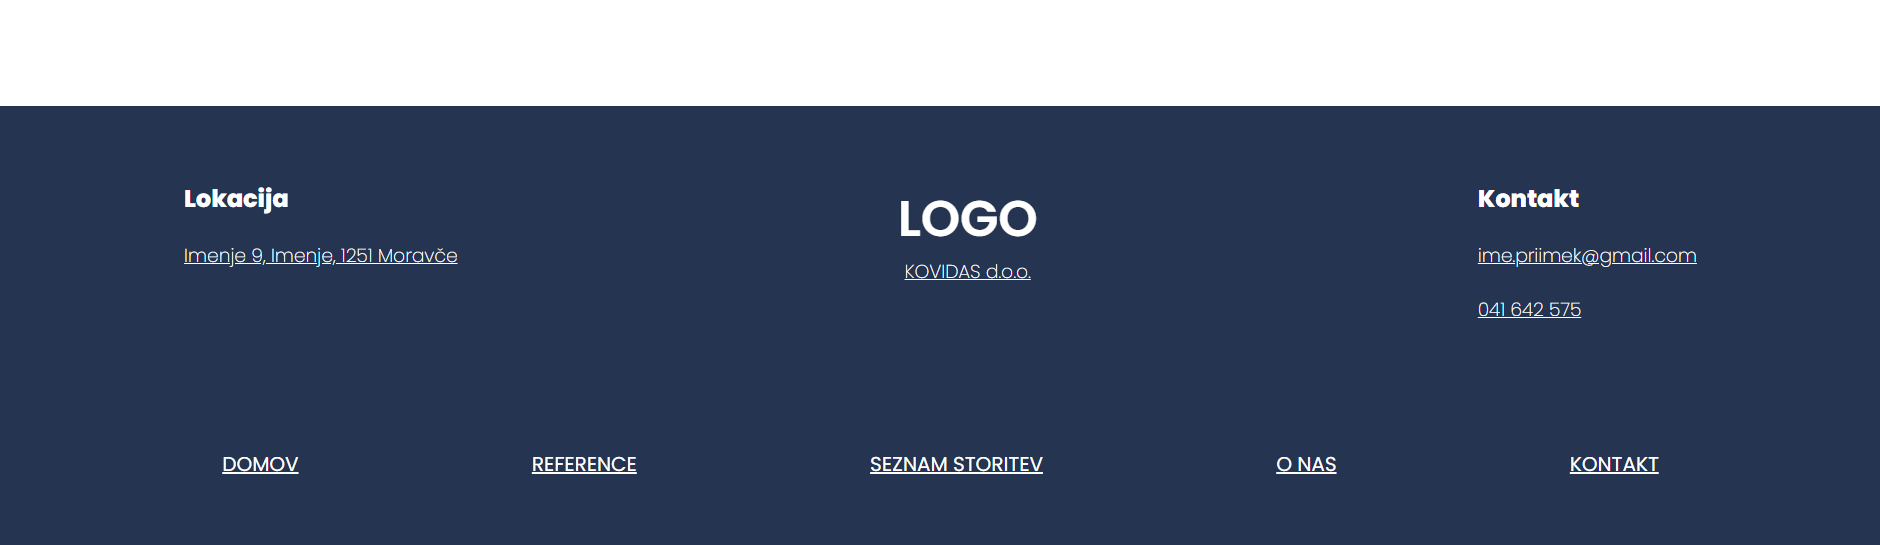 Lokacija
Imenje 9, Imenje, 1251 Moravče
LOGO
KOVIDAS d.o.o.
Kontakt
ime.priimek@gmail.com
041 642 575
DOMOV
REFERENCE
SEZNAM STORITEV
O NAS
KONTAKT